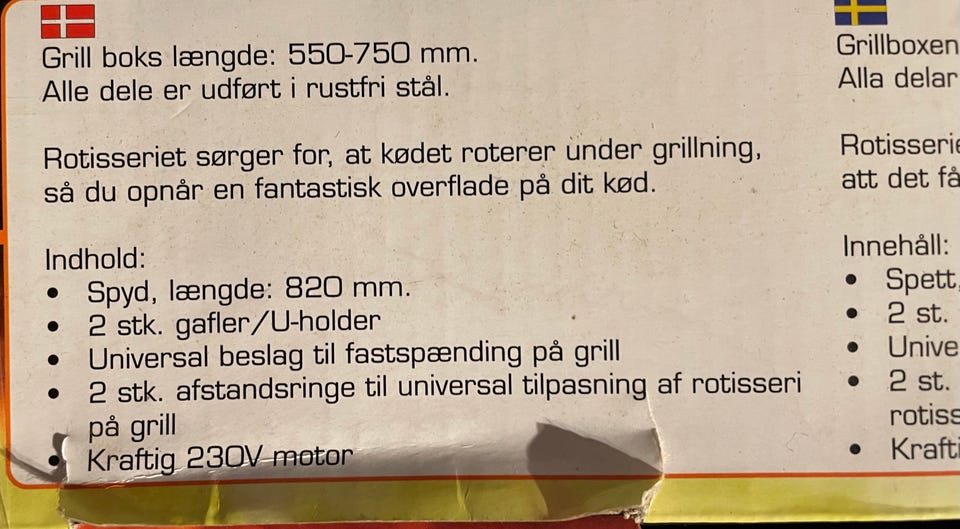 Grill boks længde: 550-750 mm.
Alle dele er udført i rustfri stål.
Rotisseriet sørger for, at kødet roterer under grillning,
så du opnår en fantastisk overflade på dit kød.
Indhold:
• Spyd, længde: 820 mm.
• 2 stk. gafler/U-holder
• Universal beslag til fastspænding på grill
• 2 stk. afstandsringe til universal tilpasning af rotisseri
på grill
• Kraftig 230V motor
Grillboxen
Alla delar
Rotisserie
att det få
Innehåll:
• Spett,
• 2 st.
• Unive
• 2 st.
rotiss
• Krafti